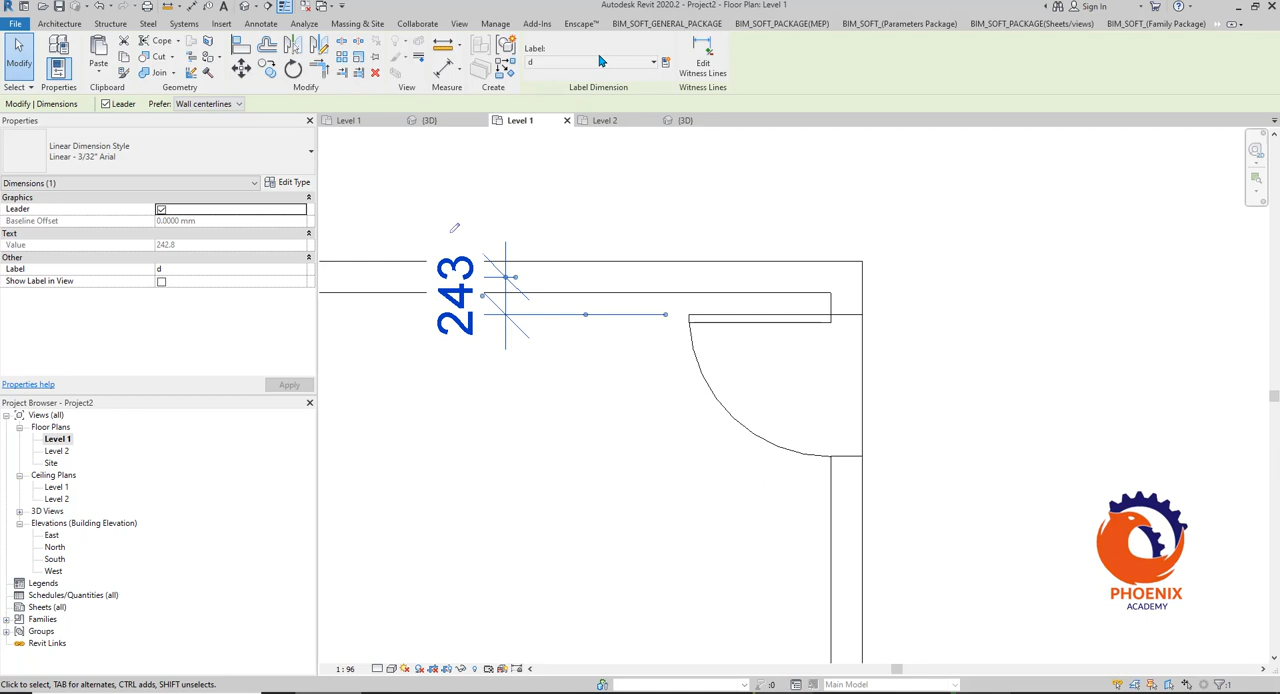 Autodesk Revit 2020.2 - Project2 - Floor Plan: Level 1
Sign In
File Architecture Structure Steel Systems Insert Annotate Analyze Massing & Site Collaborate View Manage Add-Ins Enscape™ BIM_SOFT_GENERAL_PACKAGE BIM_SOFT_PACKAGE(MEP) BIM_SOFT_(Parameters Package) BIM_SOFT_PACKAGE(Sheets/views) BIM_SOFT_(Family Package)
Modify
Paste
Cope
Cut
Join
Label:
d
Edit
Witness Lines
Select Properties Clipboard Geometry Modify View Measure Create Label Dimension Witness Lines
Modify | Dimensions Leader Prefer: Wall centerlines
Properties
Level 1 {3D} Level 1 Level 2 {3D}
Linear Dimension Style
Linear - 3/32" Arial
Dimensions (1) Edit Type
Graphics
Leader
Baseline Offset 0.0000 mm
Text
Value 242.8
Other
Label d
Show Label in View
243
Properties help Apply
Project Browser - Project2
Views (all)
Floor Plans
Level 1
Level 2
Site
Ceiling Plans
Level 1
Level 2
3D Views
Elevations (Building Elevation)
East
North
South
West
Legends
Schedules/Quantities (all)
Sheets (all)
Families
Groups
Revit Links
PHOENIX
ACADEMY
1 : 96
Click to select, TAB for alternates, CTRL adds, SHIFT unselects.
:0 Main Model :1